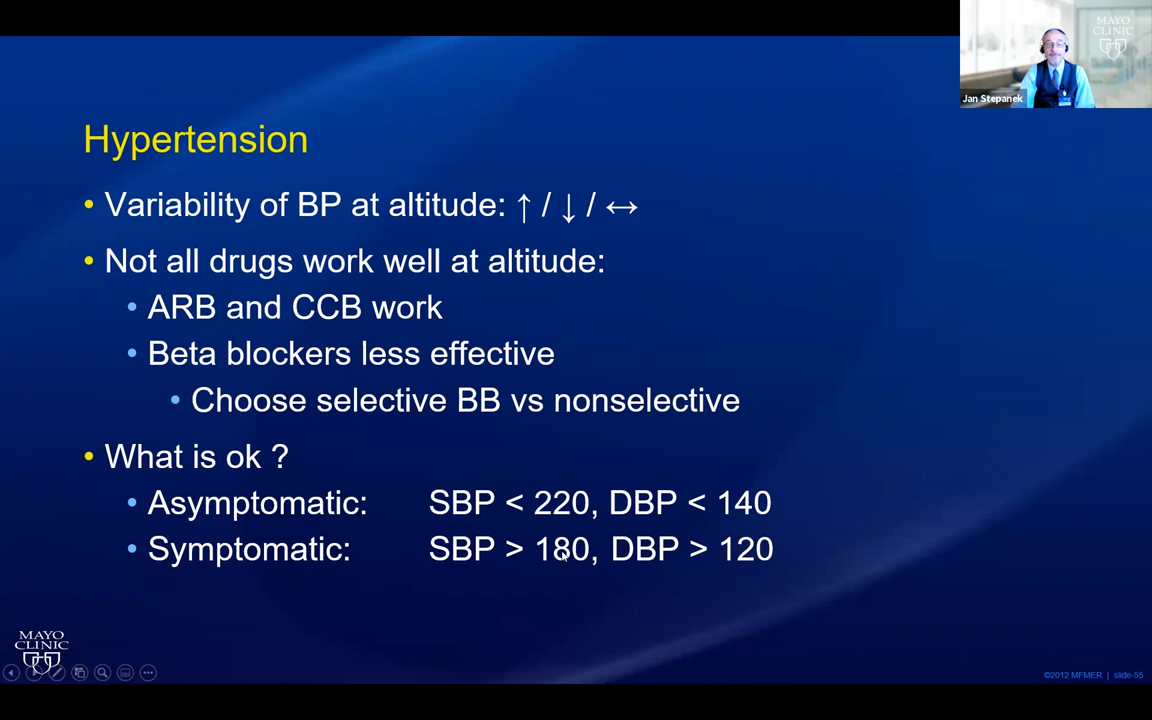 MAYO
CLINIC
Jan Stepanek
Hypertension
• Variability of BP at altitude: ↑ / ↓ / ↔
• Not all drugs work well at altitude:
• ARB and CCB work
• Beta blockers less effective
• Choose selective BB vs nonselective
• What is ok ?
• Asymptomatic: SBP < 220, DBP < 140
• Symptomatic: SBP > 180, DBP > 120
MAYO
CLINIC
©2012 MFMER | slide-55